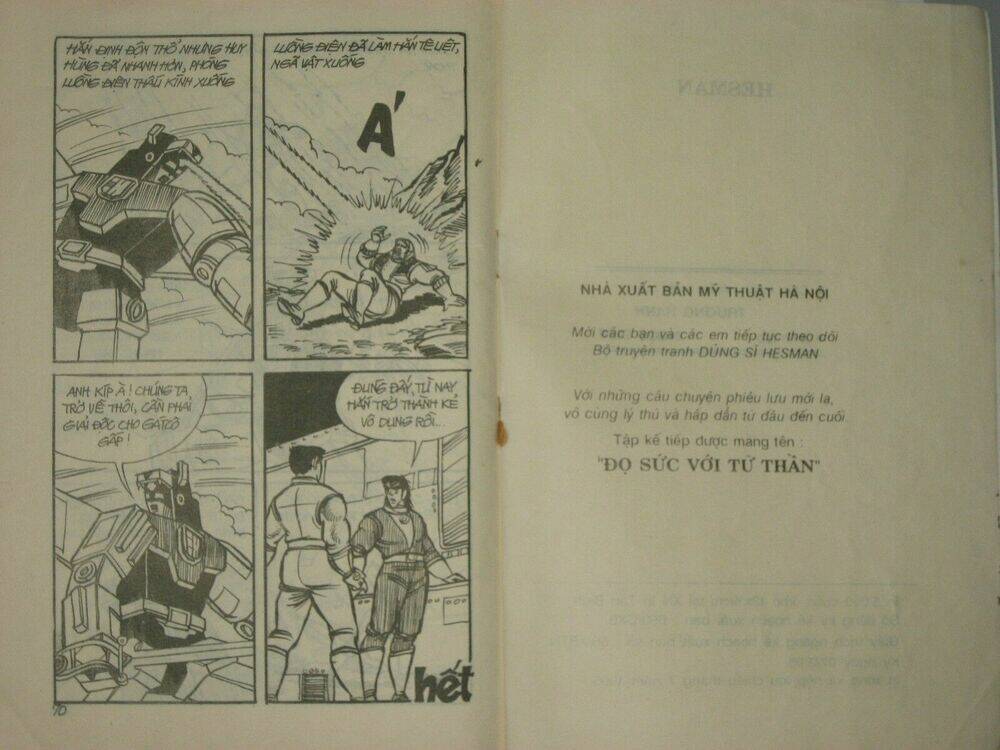 HẮN ĐỊNH ĐỘN THỔ NHƯNG HUY
HÙNG ĐÃ NHANH HƠN, PHÓNG
LUỒNG ĐIỆN THẤU KÍNH XUỐNG
LUỒNG ĐIỆN ĐÃ LÀM HẮN TÊ LIỆT,
NGÃ VẬT XUỐNG
Á
ANH KÍP À ! CHÚNG TA
TRỞ VỀ THÔI, CẦN PHẢI
GIẢI ĐỘC CHO GATCÔ
GẤP !
ĐÚNG ĐẤY, TỪ NAY
HẮN TRỞ THÀNH KẺ
VÔ DỤNG RỒI...
hết
70
HESMAN
NHÀ XUẤT BẢN MỸ THUẬT HÀ NỘI
Mời các bạn và các em tiếp tục theo dõi
Bộ truyện tranh DŨNG SĨ HESMAN
Với những câu chuyện phiêu lưu mới lạ,
vô cùng lý thú và hấp dẫn từ đầu đến cuối
Tập kế tiếp được mang tên :
"ĐỌ SỨC VỚI TỬ THẦN"